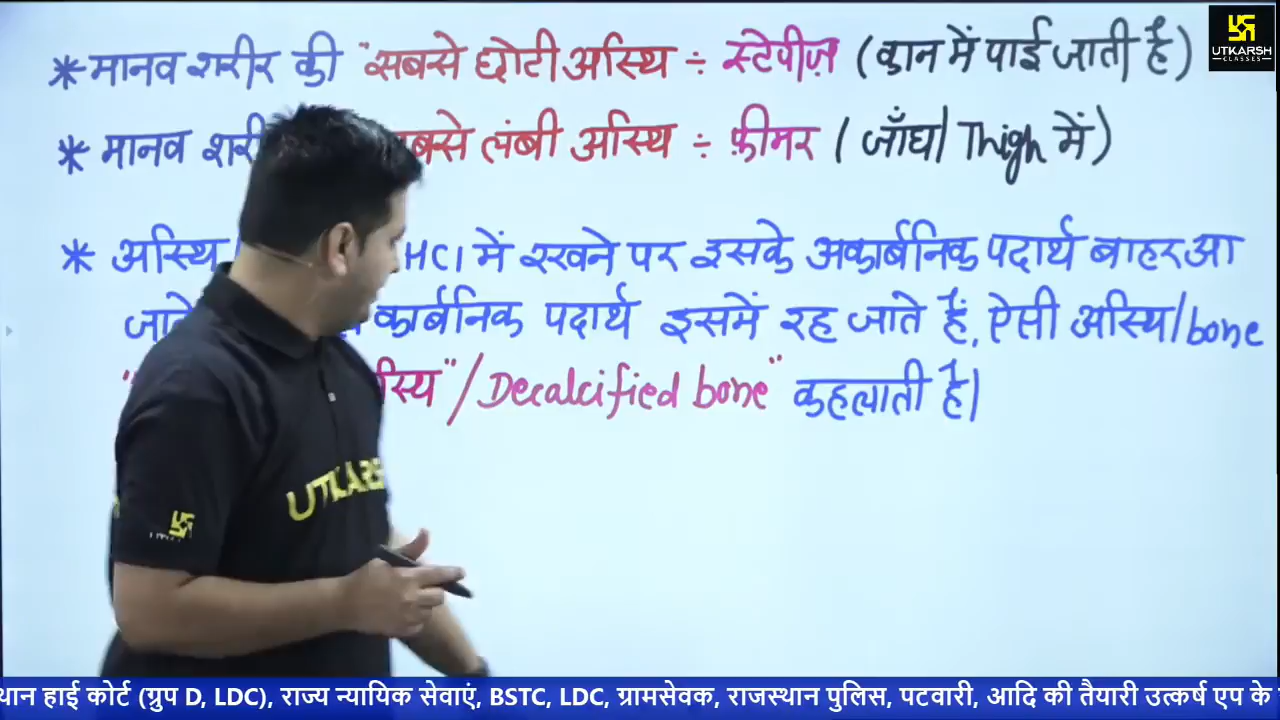 * मानव शरीर की "सबसे छोटी अस्थि ÷ स्टेपीज़ (कान में पाई जाती है)
UTKARSH
CLASSES
* मानव लंबी अस्थि ÷ फ़ीमर ( जाँघ/ Thigh में)
* अस्थि HCl में रखने पर इसके अकार्बनिक पदार्थ बाहर आ
कार्बनिक पदार्थ इसमें रह जाते हैं, ऐसी अस्थि/bone
"/Decalcified bone" कहलाती है।
UTKARSH
हाई कोर्ट (ग्रुप D, LDC), राज्य न्यायिक सेवाएं, BSTC, LDC, ग्रामसेवक, राजस्थान पुलिस, पटवारी, आदि की तैयारी उत्कर्ष एप के